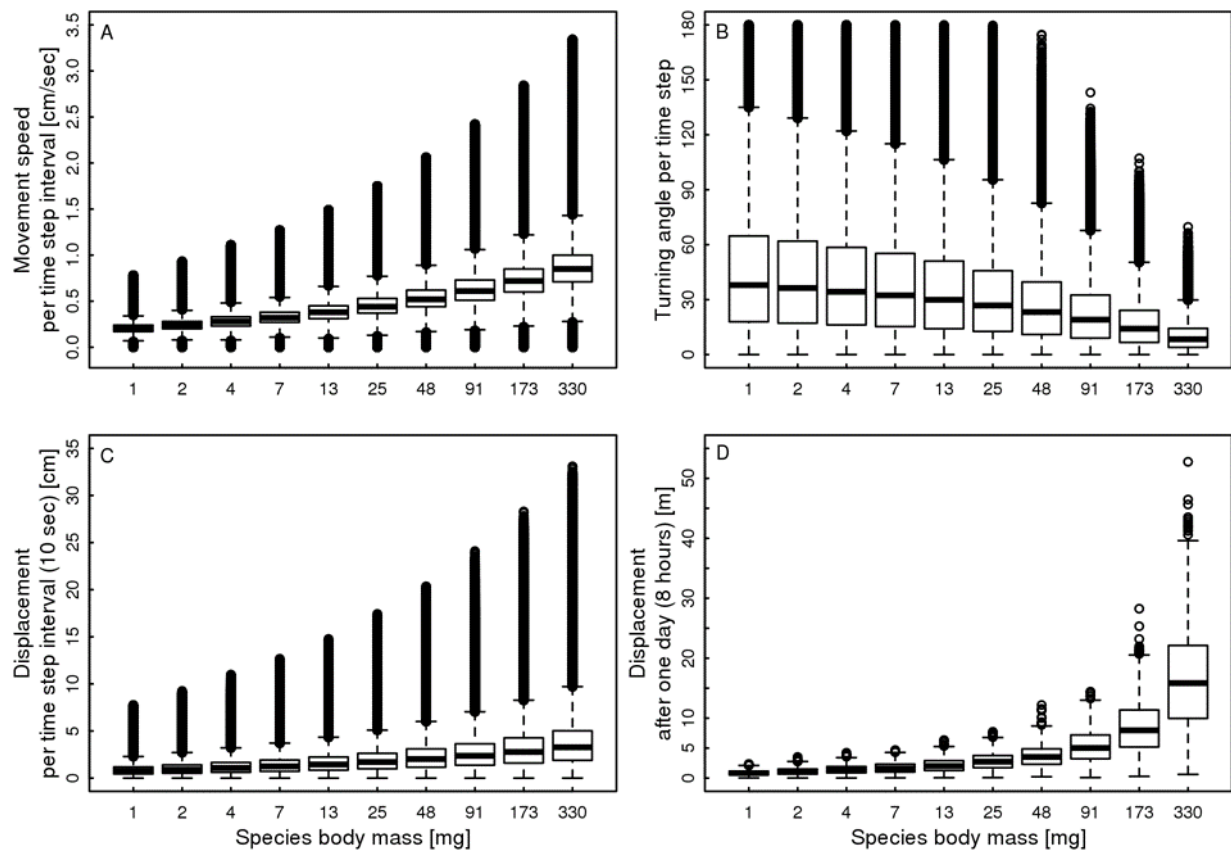 A
Movement speed
per time step interval [cm/sec]
3.5
3.0
2.5
2.0
1.5
1.0
0.5
0.0
1 2 4 7 13 25 48 91 173 330
B
Turning angle per time step
180
150
120
90
60
30
0
1 2 4 7 13 25 48 91 173 330
C
Displacement
per time step interval (10 sec) [cm]
35
30
25
20
15
10
5
0
1 2 4 7 13 25 48 91 173 330
Species body mass [mg]
D
Displacement
after one day (8 hours) [m]
50
40
30
20
10
5
0
1 2 4 7 13 25 48 91 173 330
Species body mass [mg]